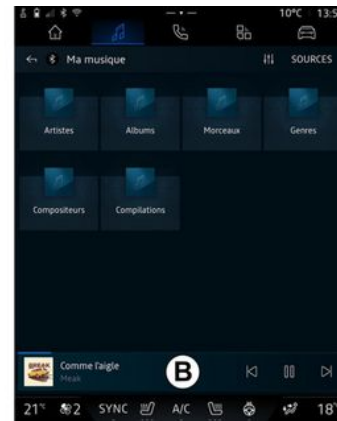 10°C 13:5
Ma musique SOURCES
Artistes Albums Morceaux Genres
Compositeurs Compilations
Comme l'aigle
Meak
B
21°c 2 SYNC A/C 18°